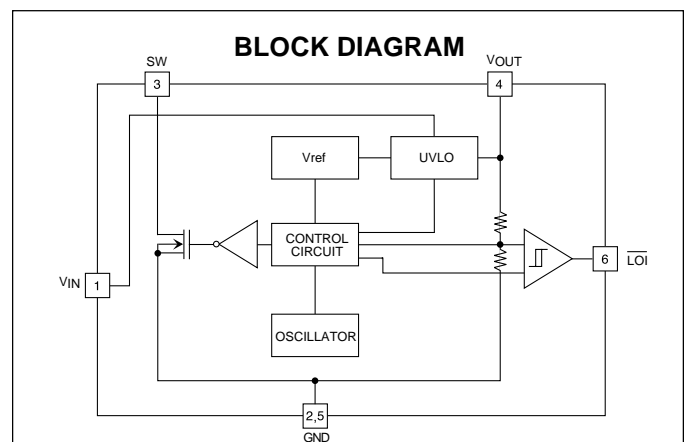 BLOCK DIAGRAM
SW
3
VOUT
4
Vref
UVLO
CONTROL
CIRCUIT
6
LOI
VIN
1
OSCILLATOR
2,5
GND